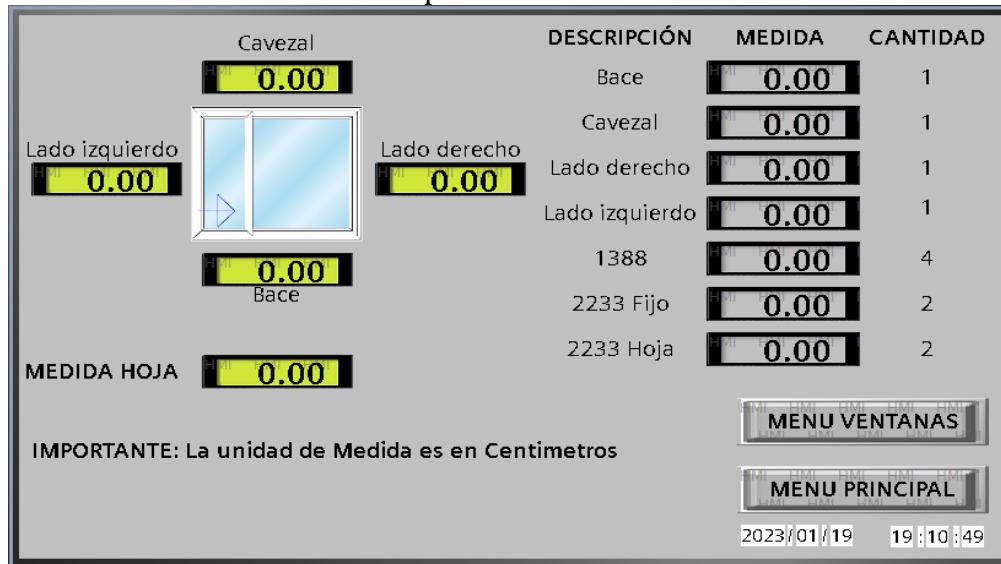 Cavezal
0.00
Lado izquierdo
0.00
Lado derecho
0.00
0.00
Bace
MEDIDA HOJA 0.00
IMPORTANTE: La unidad de Medida es en Centimetros
DESCRIPCIÓN MEDIDA CANTIDAD
Bace 0.00 1
Cavezal 0.00 1
Lado derecho 0.00 1
Lado izquierdo 0.00 1
1388 0.00 4
2233 Fijo 0.00 2
2233 Hoja 0.00 2
MENU VENTANAS
MENU PRINCIPAL
2023/01/19 19:10:49